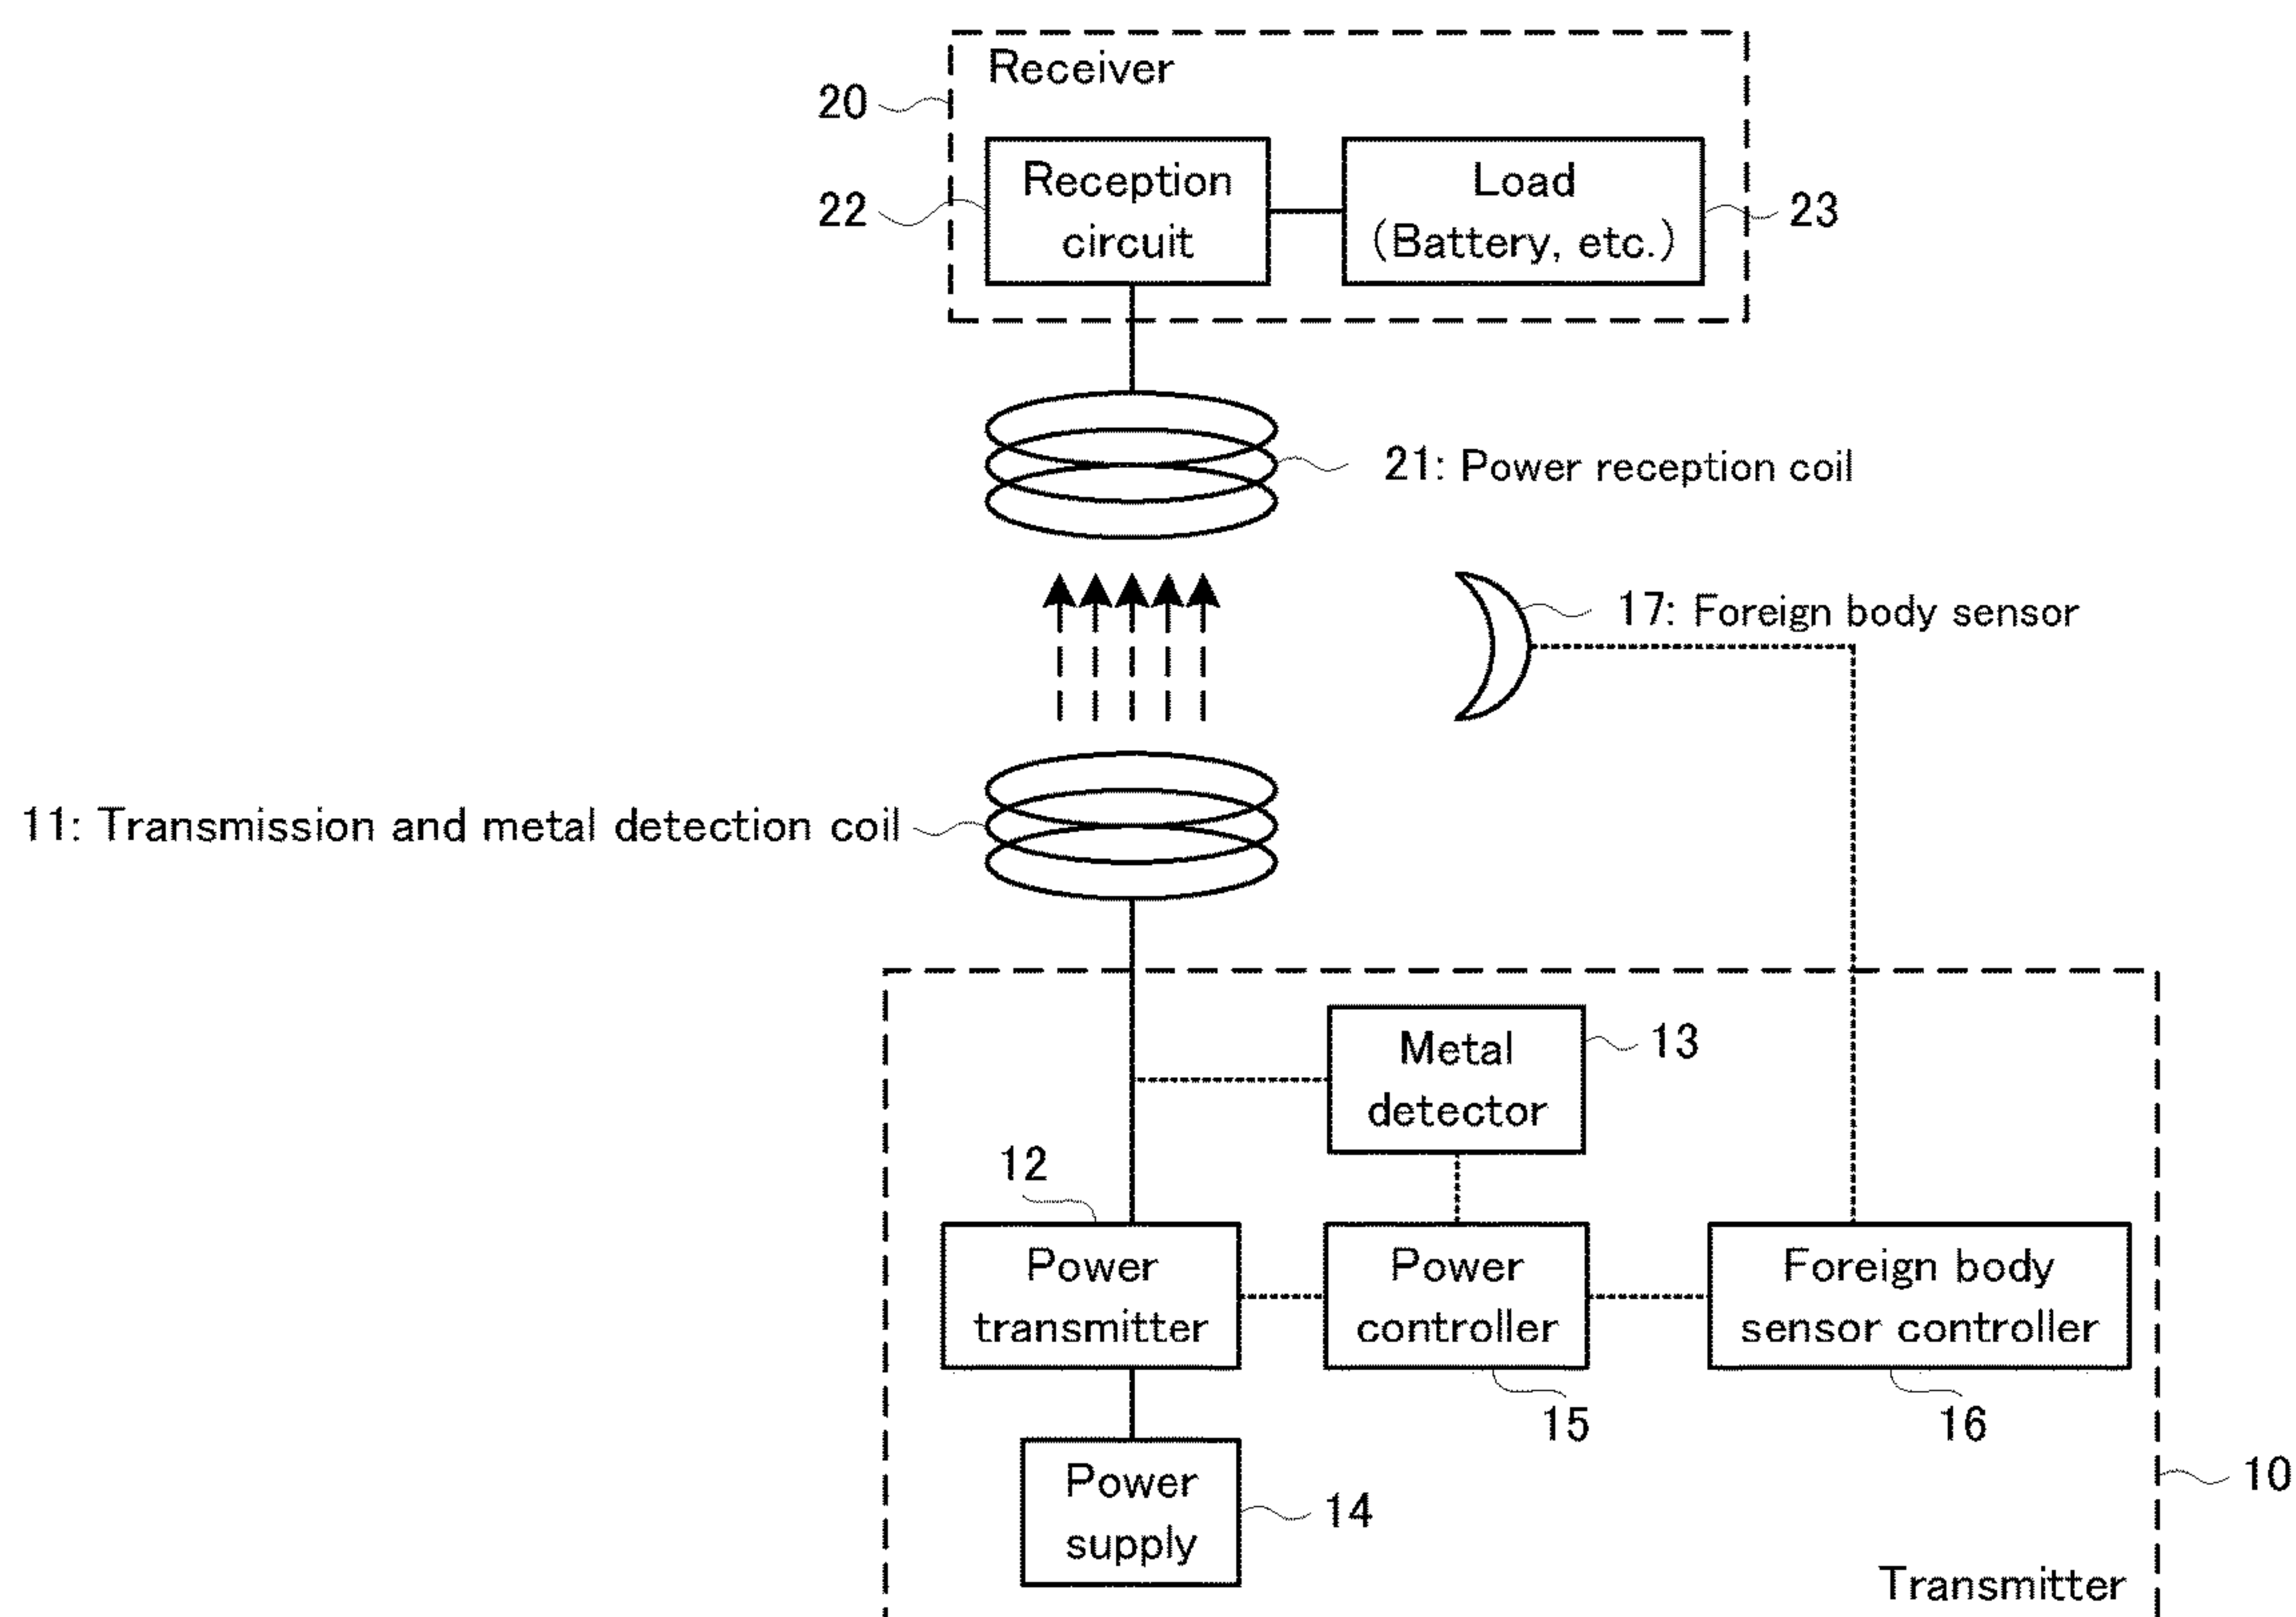 Receiver
20
Reception
circuit
22
Load
(Battery, etc.)
23
21: Power reception coil
17: Foreign body sensor
11: Transmission and metal detection coil
Metal
detector
13
12
Power
transmitter
Power
controller
Foreign body
sensor controller
15
16
10
Power
supply
14
Transmitter